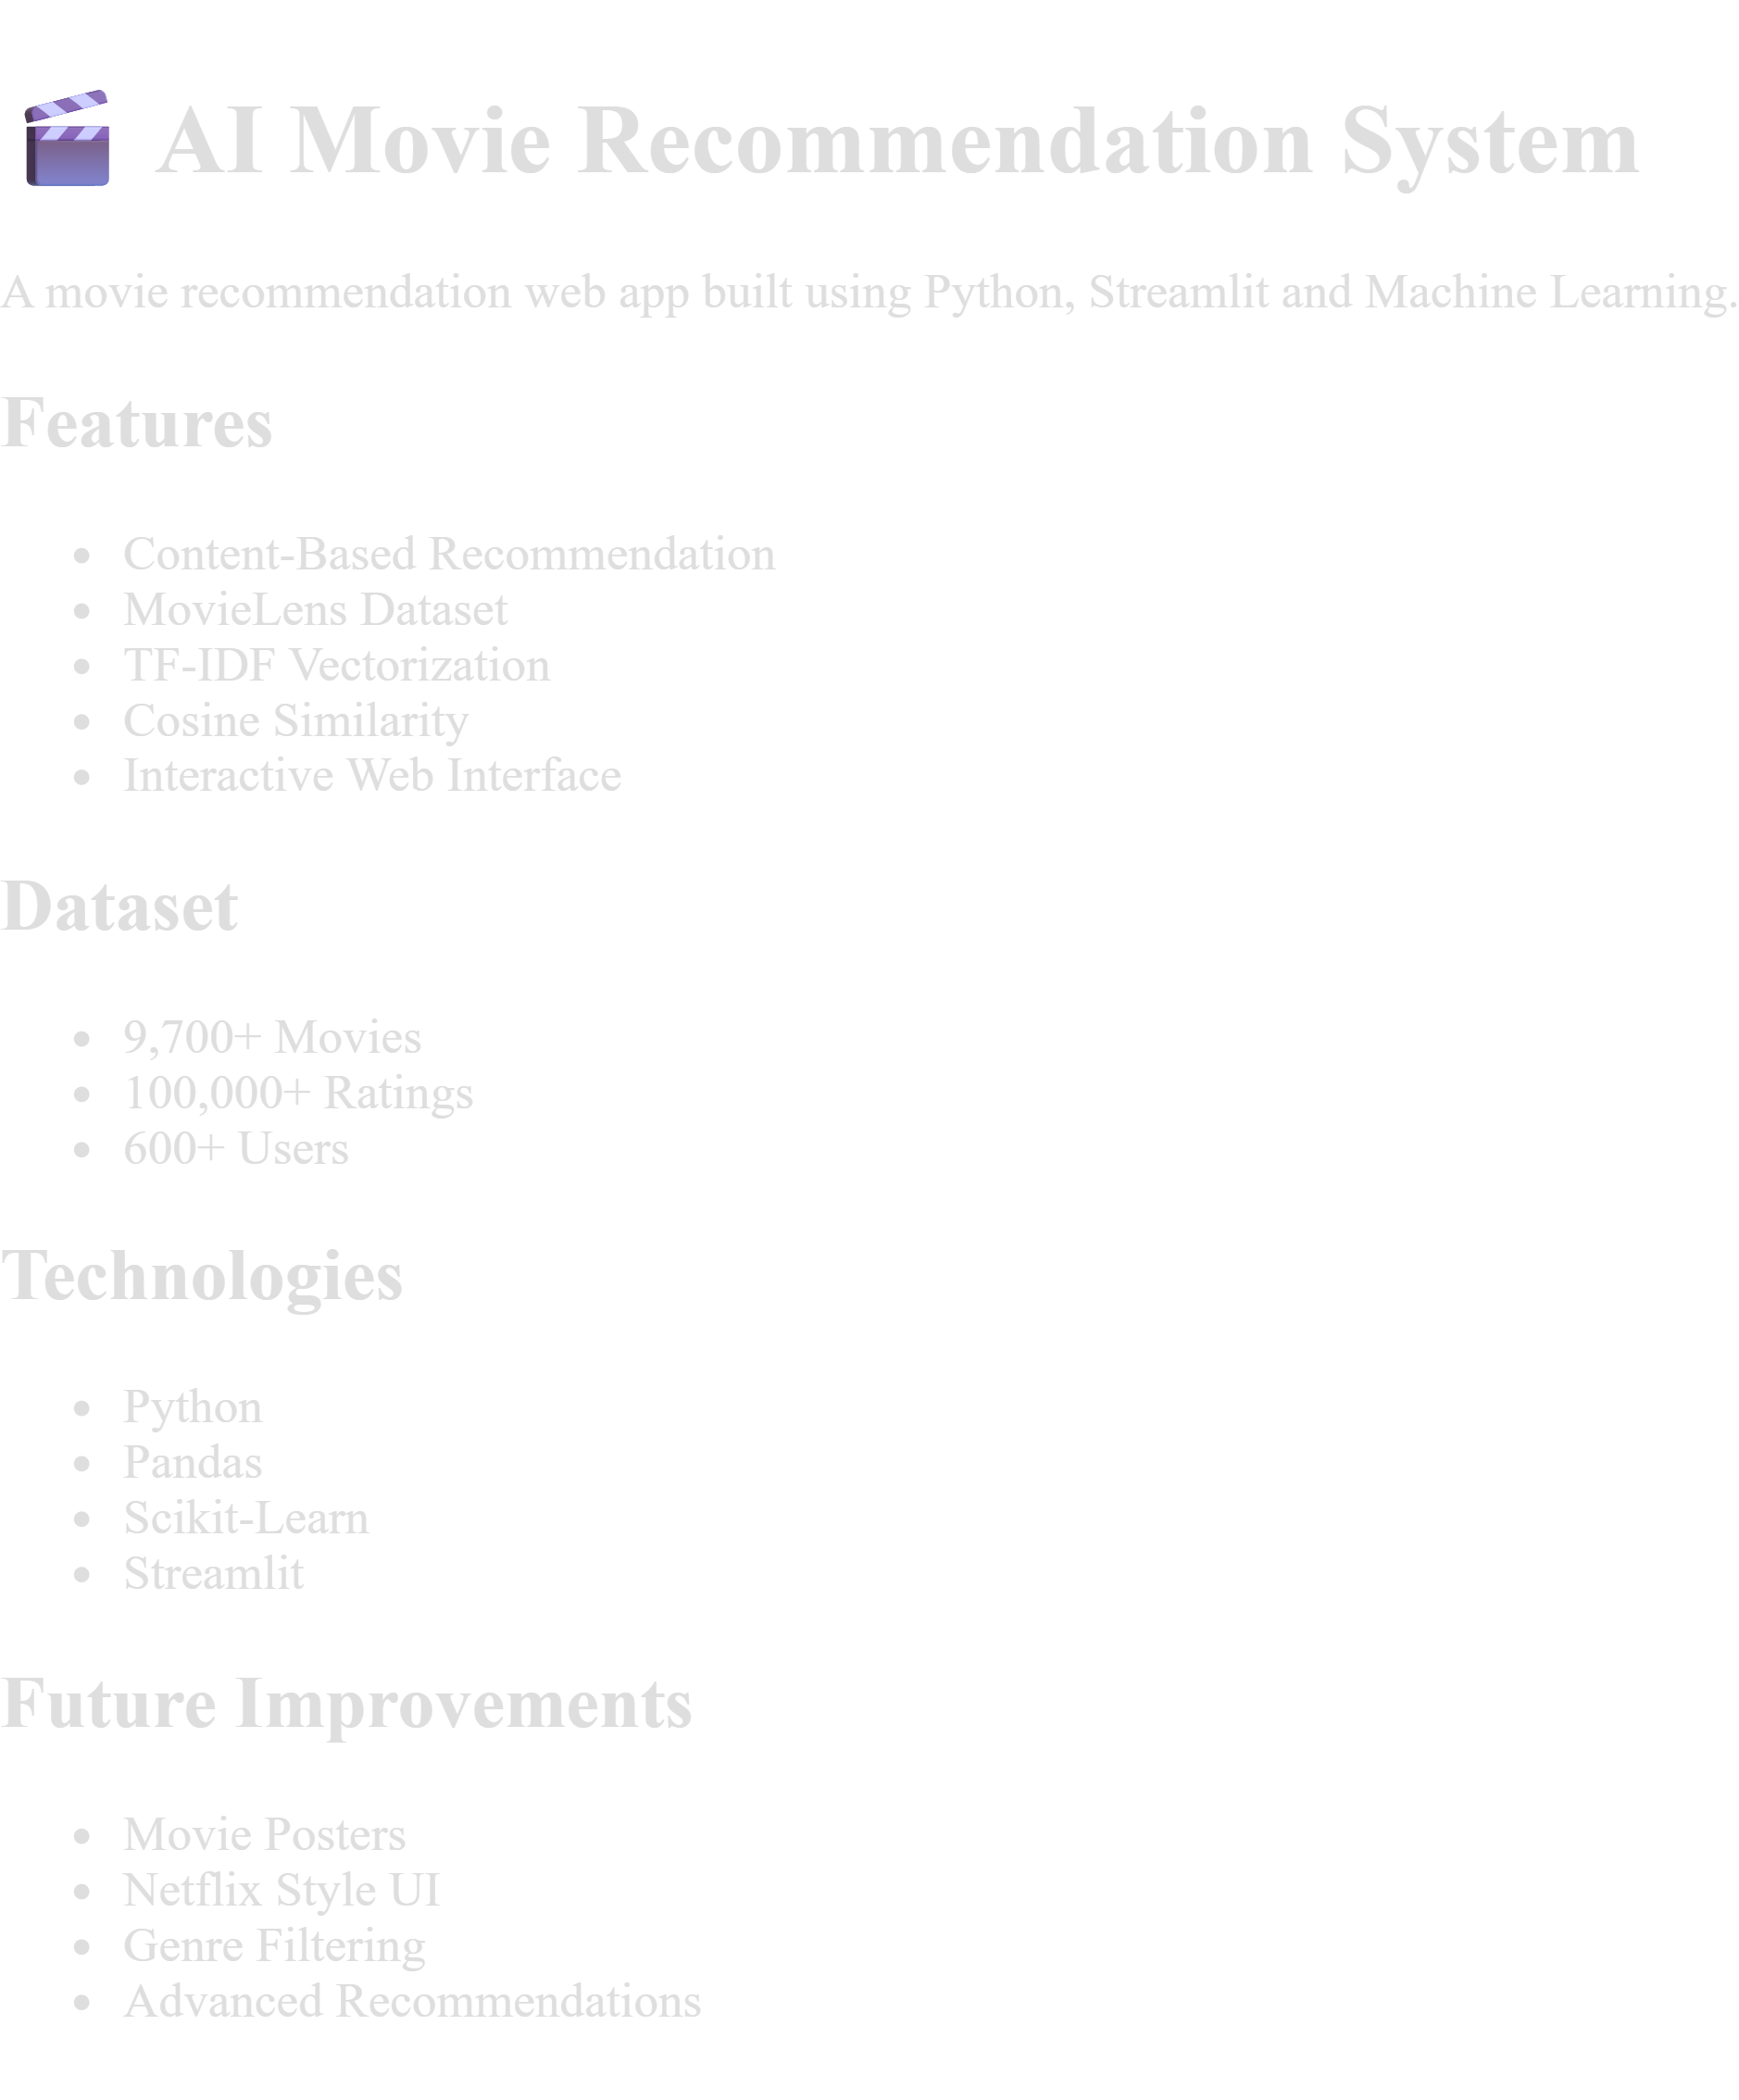 AI Movie Recommendation System
A movie recommendation web app built using Python, Streamlit and Machine Learning.
Features
• Content-Based Recommendation
• MovieLens Dataset
• TF-IDF Vectorization
• Cosine Similarity
• Interactive Web Interface
Dataset
• 9,700+ Movies
• 100,000+ Ratings
• 600+ Users
Technologies
• Python
• Pandas
• Scikit-Learn
• Streamlit
Future Improvements
• Movie Posters
• Netflix Style UI
• Genre Filtering
• Advanced Recommendations